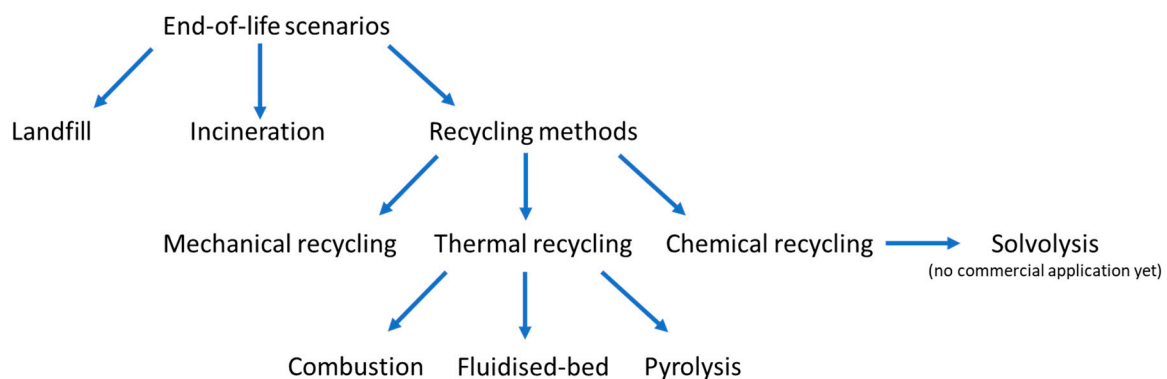 End-of-life scenarios
Landfill
Incineration
Recycling methods
Mechanical recycling
Thermal recycling
Chemical recycling
Solvolysis
(no commercial application yet)
Combustion
Fluidised-bed
Pyrolysis